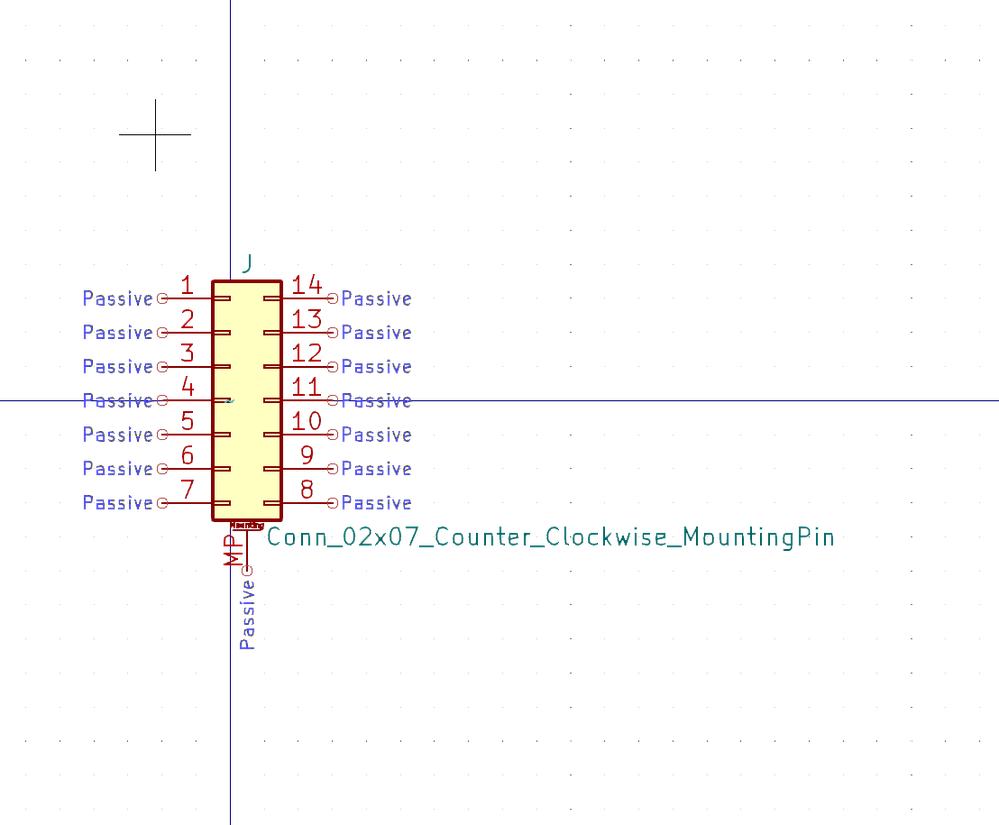 J
Passive 1 14 Passive
Passive 2 13 Passive
Passive 3 12 Passive
Passive 4 11 Passive
Passive 5 10 Passive
Passive 6 9 Passive
Passive 7 8 Passive
Mounting
MP
Conn_02x07_Counter_Clockwise_MountingPin
Passive